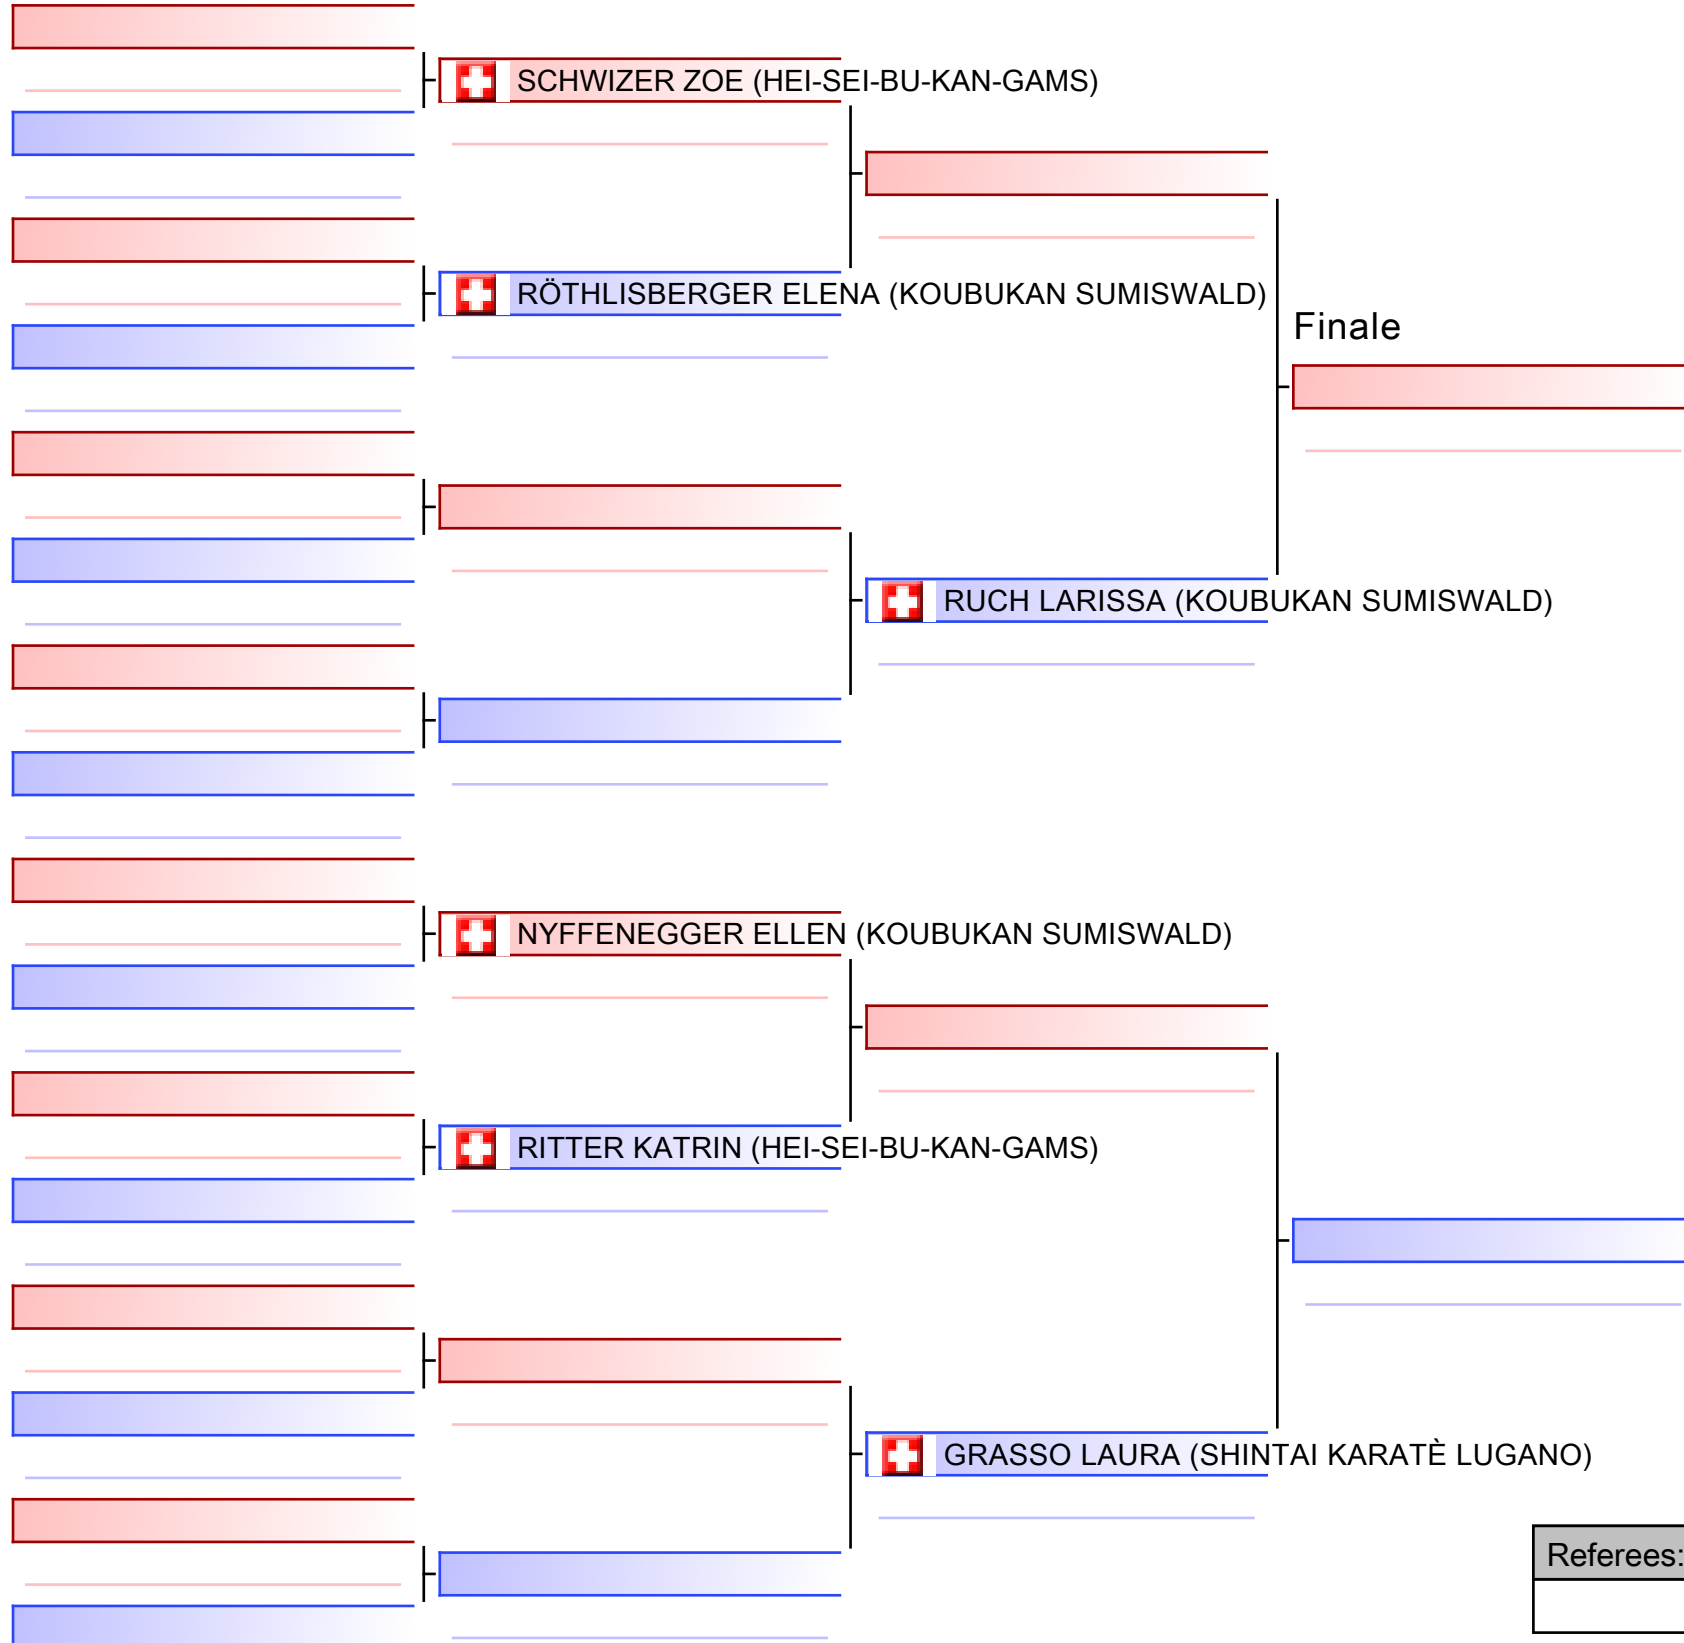 SCHWIZER ZOE (HEI-SEI-BU-KAN-GAMS)
RÖTHLISBERGER ELENA (KOUBUKAN SUMISWALD)
Finale
RUCH LARISSA (KOUBUKAN SUMISWALD)
NYFFENEGGER ELLEN (KOUBUKAN SUMISWALD)
RITTER KATRIN (HEI-SEI-BU-KAN-GAMS)
GRASSO LAURA (SHINTAI KARATÈ LUGANO)
Referees: